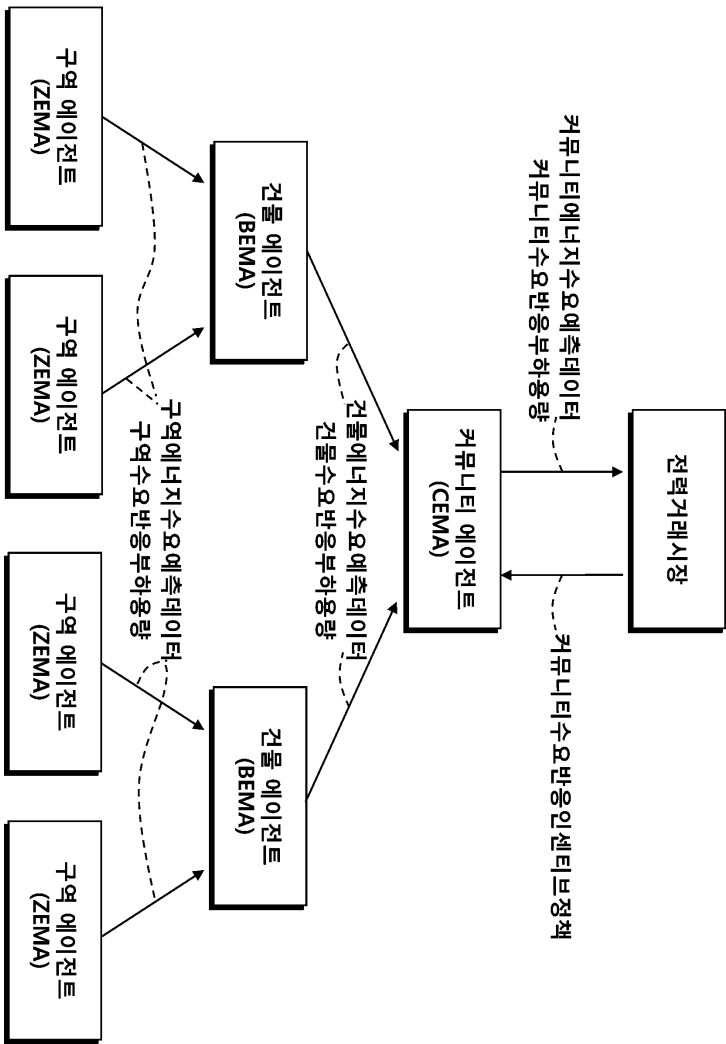 전력거래시장
커뮤니티에너지수요예측데이터
커뮤니티수요반응부하용량
커뮤니티수요반응인센티브정책
커뮤니티 에이전트
(CEMA)
건물에너지수요예측데이터
건물수요반응부하용량
건물 에이전트
(BEMA)
건물 에이전트
(BEMA)
구역에너지수요예측데이터
구역수요반응부하용량
구역 에이전트
(ZEMA)
구역 에이전트
(ZEMA)
구역 에이전트
(ZEMA)
구역 에이전트
(ZEMA)